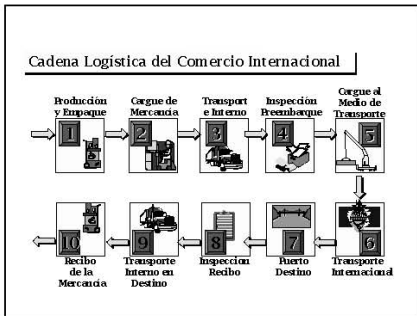 Cadena Logística del Comercio Internacional
Producción
y Empaque
Cargue de
Mercancía
Transport
e Interno
Inspección
Preembarque
Cargue al
Medio de
Transporte
1
2
3
4
5
10
9
8
7
6
Recibo
de la
Mercancía
Transporte
Interno en
Destino
Inspeccion
Recibo
Puerto
Destino
Transporte
Internacional